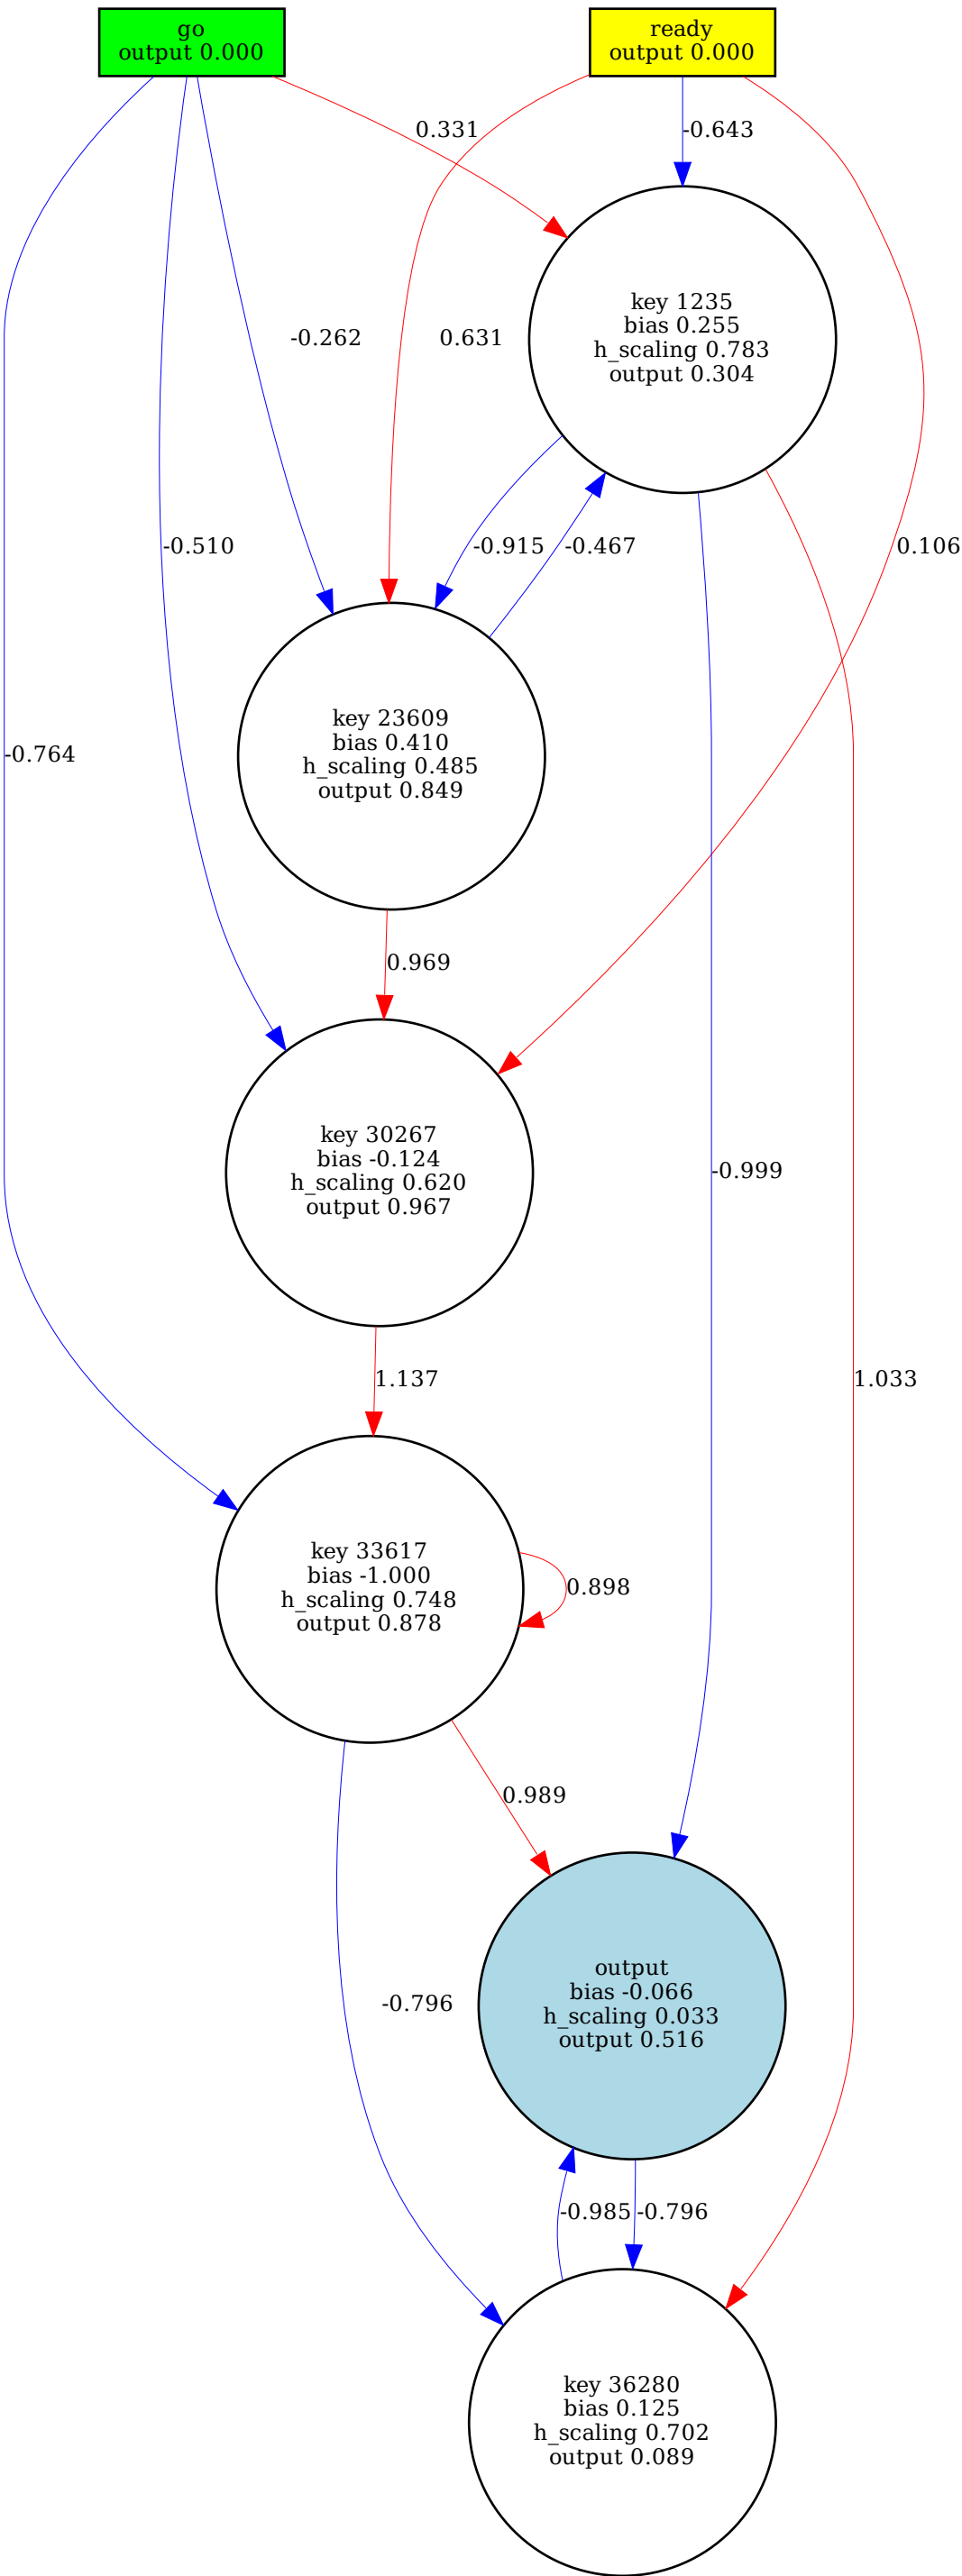 go
output 0.000
ready
output 0.000
0.331
-0.643
key 1235
bias 0.255
h_scaling 0.783
output 0.304
-0.262
0.631
-0.510
-0.915
-0.467
0.106
key 23609
bias 0.410
h_scaling 0.485
output 0.849
-0.764
0.969
key 30267
bias -0.124
h_scaling 0.620
output 0.967
-0.999
1.137
1.033
key 33617
bias -1.000
h_scaling 0.748
output 0.878
0.898
0.989
output
bias -0.066
h_scaling 0.033
output 0.516
-0.796
-0.985
-0.796
key 36280
bias 0.125
h_scaling 0.702
output 0.089